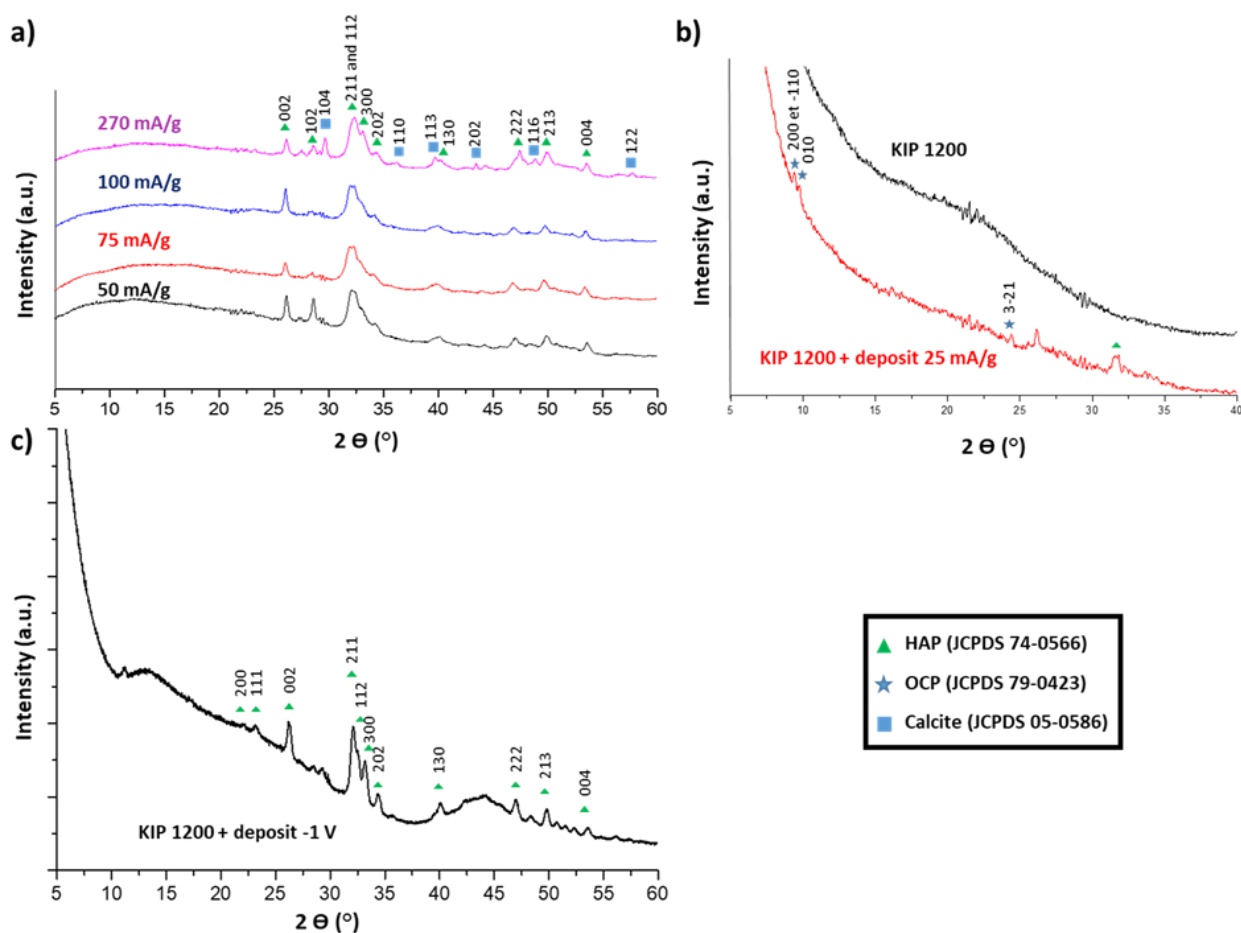 a)
Intensity (a.u.)
270 mA/g
100 mA/g
75 mA/g
50 mA/g
002
102
104
211 and 112
300
202
110
113
130
202
222
116
213
004
122
5 10 15 20 25 30 35 40 45 50 55 60
2 Ɵ (°)
b)
Intensity (a.u.)
200 et -110
010
KIP 1200
3-21
KIP 1200 + deposit 25 mA/g
5 10 15 20 25 30 35 40
2 Ɵ (°)
c)
Intensity (a.u.)
200
111
002
211
112
300
202
130
222
213
004
KIP 1200 + deposit -1 V
5 10 15 20 25 30 35 40 45 50 55 60
2 Ɵ (°)
HAP (JCPDS 74-0566)
OCP (JCPDS 79-0423)
Calcite (JCPDS 05-0586)